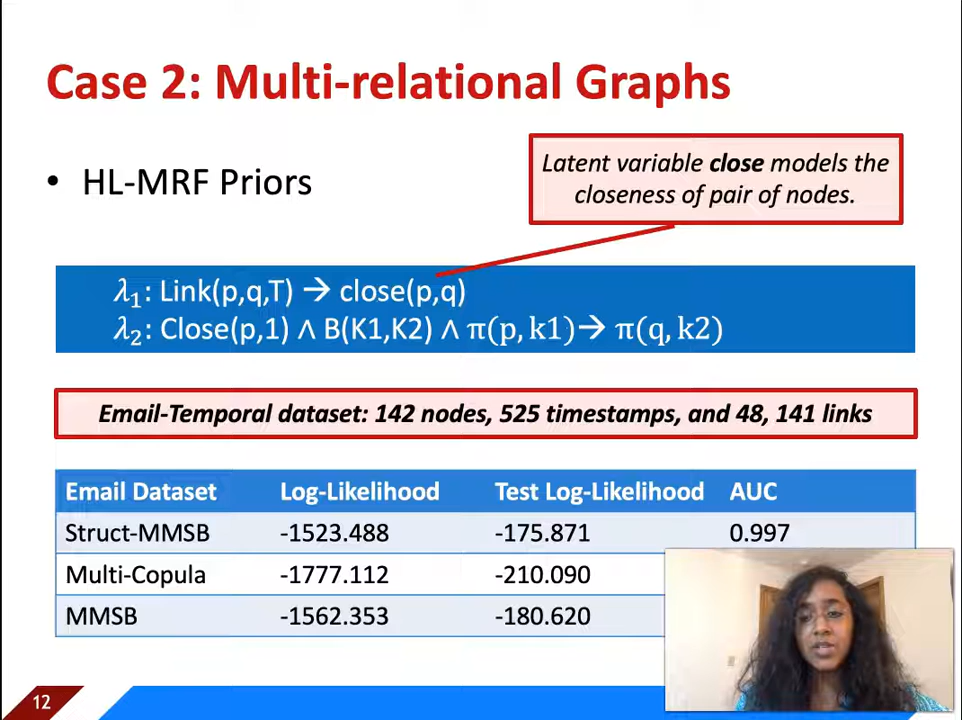 Case 2: Multi-relational Graphs
• HL-MRF Priors
Latent variable close models the
closeness of pair of nodes.
λ₁: Link(p,q,T) → close(p,q)
λ₂: Close(p,1) ∧ B(K1,K2) ∧ π(p, k1)→ π(q, k2)
Email-Temporal dataset: 142 nodes, 525 timestamps, and 48, 141 links
Email Dataset Log-Likelihood Test Log-Likelihood AUC
Struct-MMSB -1523.488 -175.871 0.997
Multi-Copula -1777.112 -210.090
MMSB -1562.353 -180.620
12